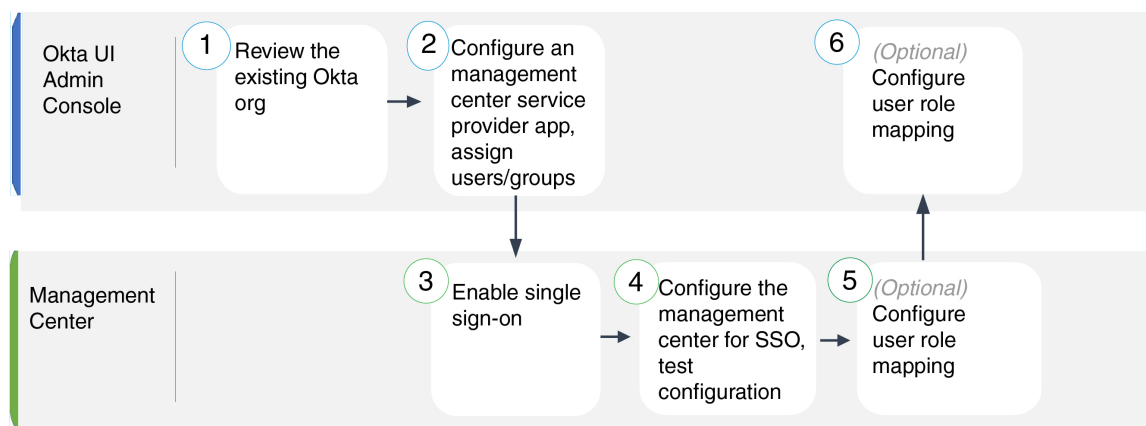 Okta UI
Admin
Console
1
Review the
existing Okta
org
2
Configure an
management
center service
provider app,
assign
users/groups
6
(Optional)
Configure
user role
mapping
Management
Center
3
Enable single
sign-on
4
Configure the
management
center for SSO,
test
configuration
5
(Optional)
Configure
user role
mapping